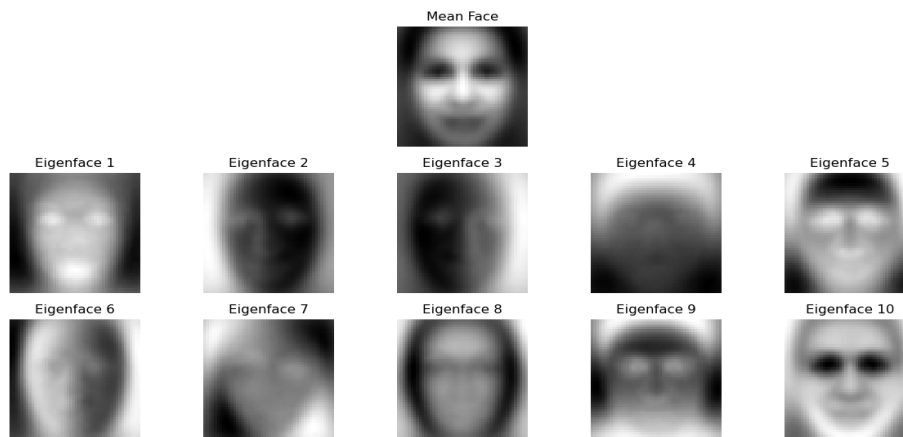 Mean Face
Eigenface 1
Eigenface 2
Eigenface 3
Eigenface 4
Eigenface 5
Eigenface 6
Eigenface 7
Eigenface 8
Eigenface 9
Eigenface 10